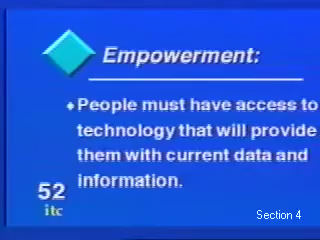 Empowerment:
People must have access to
technology that will provide
them with current data and
information.
52
itc
Section 4